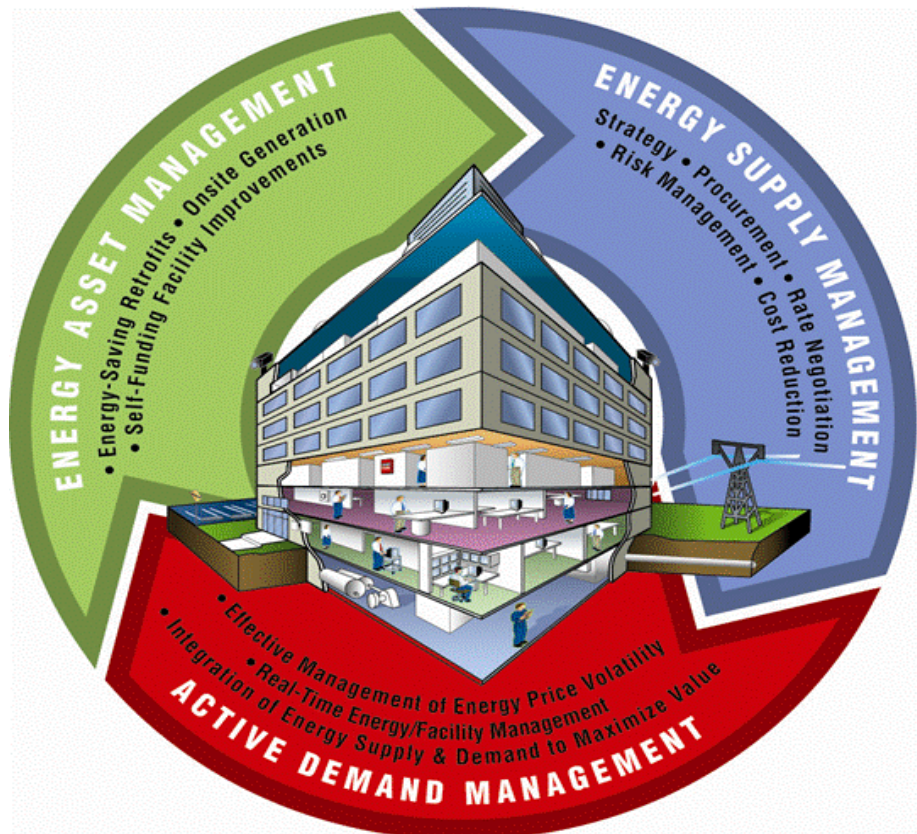 ENERGY ASSET MANAGEMENT
• Energy-Saving Retrofits • Onsite Generation
• Self-Funding Facility Improvements
ENERGY SUPPLY MANAGEMENT
Strategy • Procurement • Rate Negotiation
• Risk Management • Cost Reduction
• Effective Management of Energy Price Volatility
• Real-Time Energy/Facility Management
• Integration of Energy Supply & Demand to Maximize Value
ACTIVE DEMAND MANAGEMENT